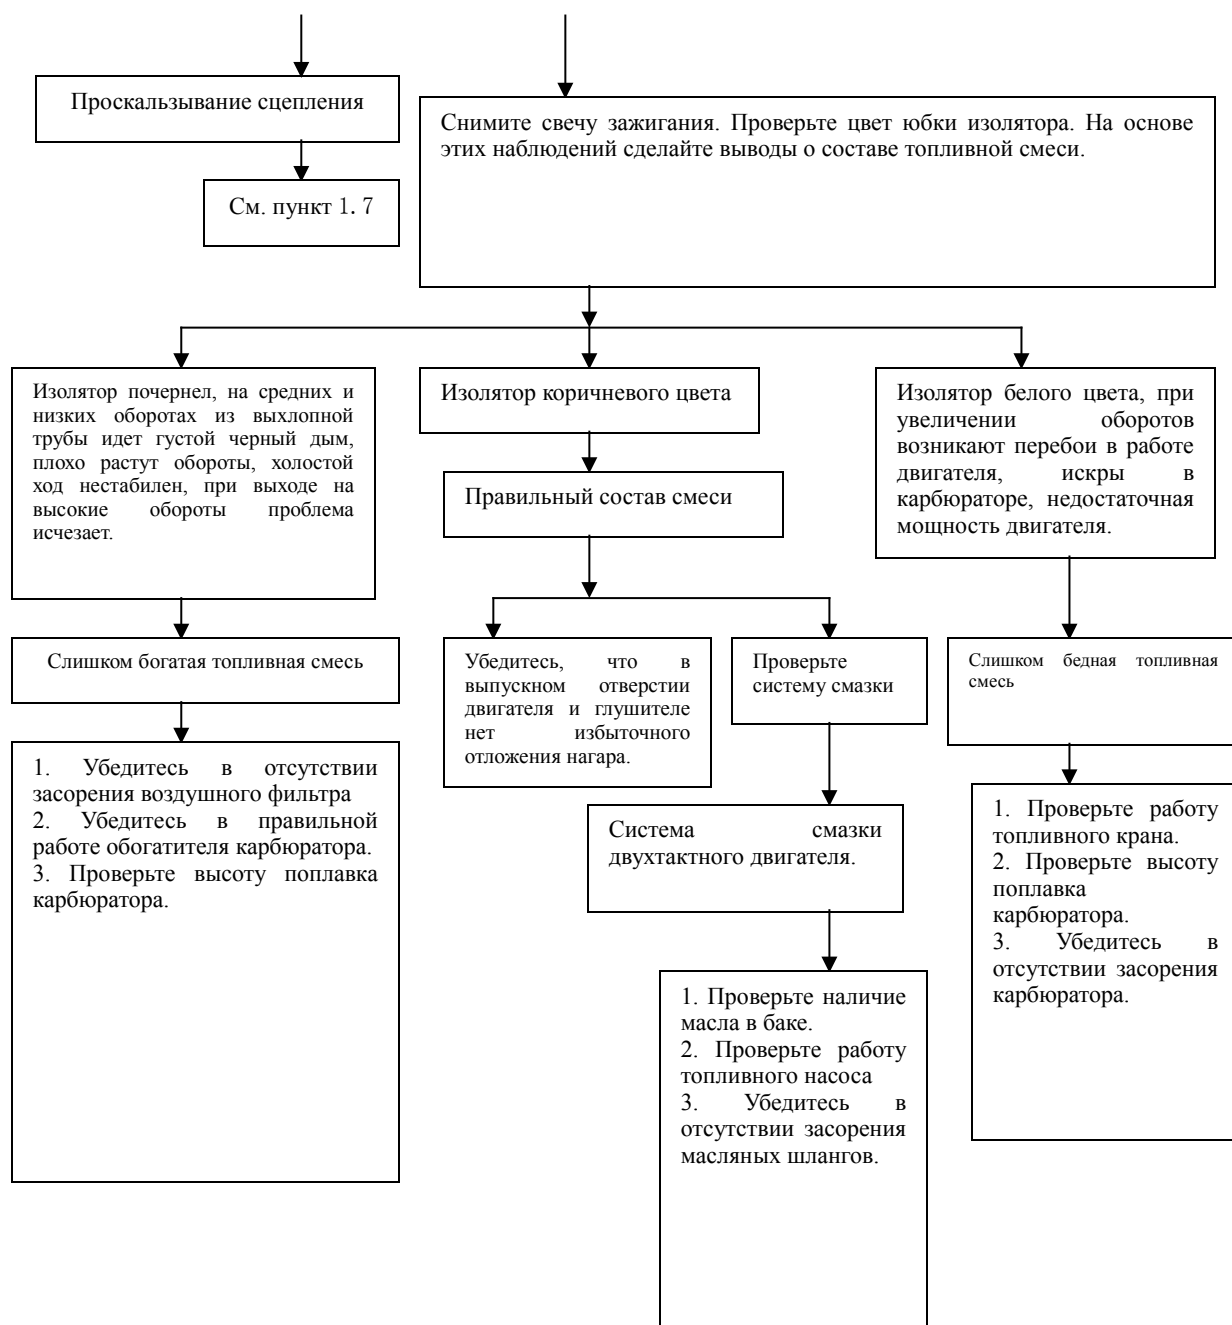 Проскальзывание сцепления
См. пункт 1. 7
Снимите свечу зажигания. Проверьте цвет юбки изолятора. На основе
этих наблюдений сделайте выводы о составе топливной смеси.
Изолятор почернел, на средних и
низких оборотах из выхлопной
трубы идет густой черный дым,
плохо растут обороты, холостой
ход нестабилен, при выходе на
высокие обороты проблема
исчезает.
Изолятор коричневого цвета
Изолятор белого цвета, при
увеличении оборотов
возникают перебои в работе
двигателя, искры в
карбюраторе, недостаточная
мощность двигателя.
Правильный состав смеси
Слишком богатая топливная смесь
Убедитесь, что в
выпускном отверстии
двигателя и глушителе
нет избыточного
отложения нагара.
Проверьте
систему смазки
Слишком бедная топливная
смесь
1. Убедитесь в отсутствии
засорения воздушного фильтра
2. Убедитесь в правильной
работе обогатителя карбюратора.
3. Проверьте высоту поплавка
карбюратора.
Система смазки
двухтактного двигателя.
1. Проверьте работу
топливного крана.
2. Проверьте высоту
поплавка
карбюратора.
3. Убедитесь в
отсутствии засорения
карбюратора.
1. Проверьте наличие
масла в баке.
2. Проверьте работу
топливного насоса
3. Убедитесь в
отсутствии засорения
масляных шлангов.